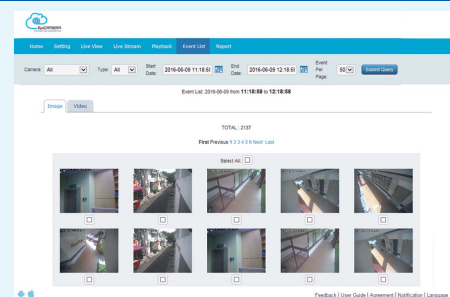 Home Setting Live View Live Stream Playback Event List Report
Camera: All Type: All Start Date: 2016-06-09 11:18:58 End Date: 2016-06-09 12:18:58 Event Per Page: 50 Submit Query
Event List: 2016-06-09 from 11:18:58 to 12:18:58
Image Video
TOTAL : 2137
First Previous 1 2 3 4 5 6 Next Last
Select All:
Feedback | User Guide | Agreement | Notification | Language